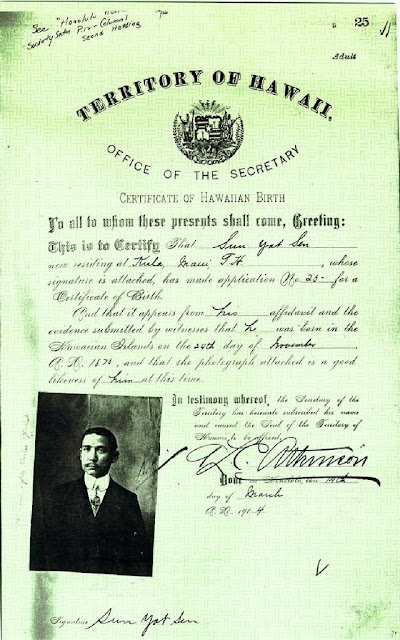 See "Honolulu
25
Adult
TERRITORY OF HAWAII,
OFFICE OF THE SECRETARY
CERTIFICATE OF HAWAIIAN BIRTH
To all to whom these presents shall come, Greeting:
This is to Certify That Sun Yat Sen
now residing at Kula, Maui T.H. , whose
signature is attached, has made application No. 25 for a
Certificate of Birth.
And that it appears from his affidavit and the
evidence submitted by witnesses that he was born in the
Hawaiian Islands on the 24th day of November
A.D. 1870, and that the photograph attached is a good
likeness of him at this time.
In testimony whereof, the Secretary of the
Territory has hereunto subscribed his name
and caused the Seal of the Territory of
Hawaii, to be affixed.
A.L.C. Atkinson
Done in Honolulu, this 14th
day of March
A.D. 1904
Signature Sun Yat Sen